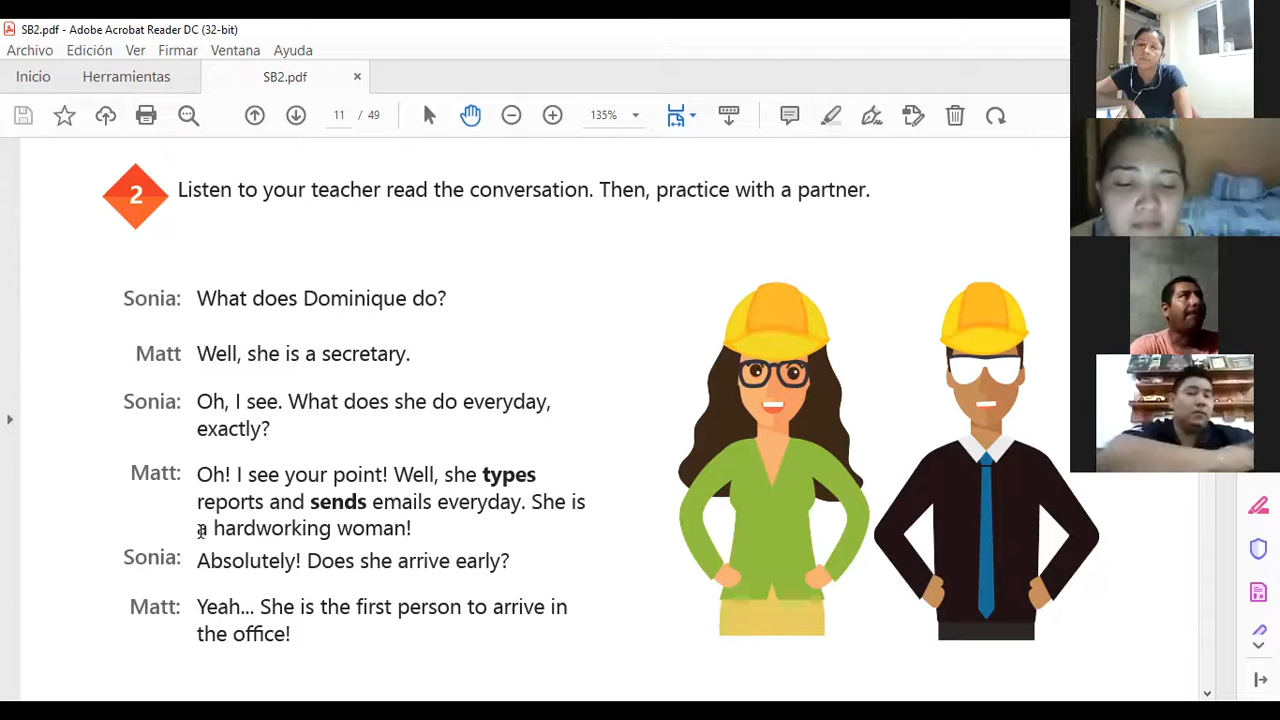 SB2.pdf - Adobe Acrobat Reader DC (32-bit)
Archivo Edición Ver Firmar Ventana Ayuda
Inicio Herramientas SB2.pdf ×
11 / 49 135%
2 Listen to your teacher read the conversation. Then, practice with a partner.
Sonia: What does Dominique do?
Matt Well, she is a secretary.
Sonia: Oh, I see. What does she do everyday,
exactly?
Matt: Oh! I see your point! Well, she types
reports and sends emails everyday. She is
a hardworking woman!
Sonia: Absolutely! Does she arrive early?
Matt: Yeah... She is the first person to arrive in
the office!